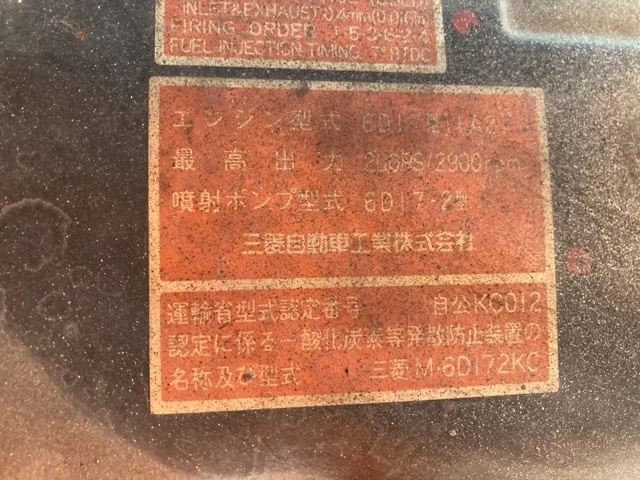 INLET&EXHAUST:0.4mm(0.016in)
FIRING ORDER 1-5-3-6-2-4
FUEL INJECTION TIMING BTDC
エンジン型式
最高出力 PS/2900rpm
噴射ポンプ型式 6D17-2型
三菱自動車工業株式会社
運輸省型式認定番号 自公KC012
認定に係る一酸化炭素等発散防止装置の
名称及び型式 三菱 M-6D172KC